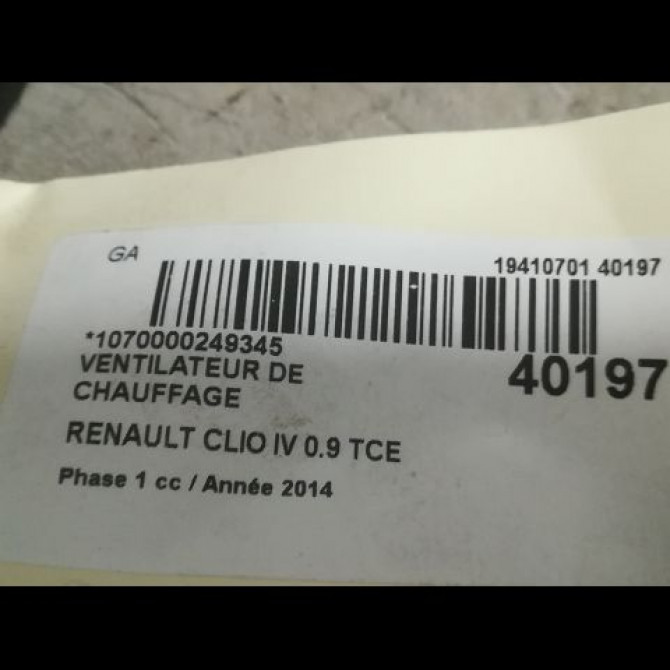 GA
19410701 40197
*1070000249345
40197
VENTILATEUR DE
CHAUFFAGE
RENAULT CLIO IV 0.9 TCE
Phase 1 cc / Année 2014